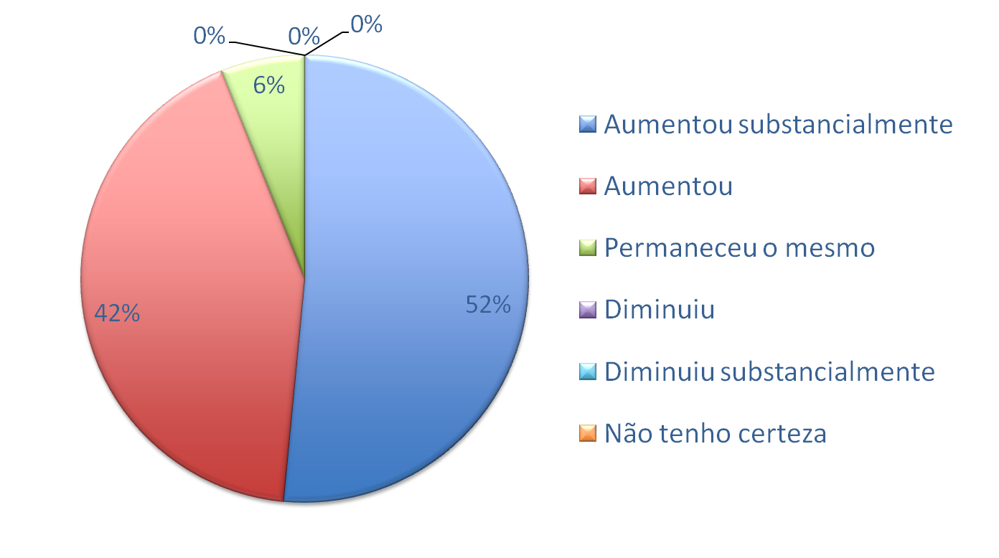 0%
0%
0%
6%
42%
52%
Aumentou substancialmente
Aumentou
Permaneceu o mesmo
Diminuiu
Diminuiu substancialmente
Não tenho certeza